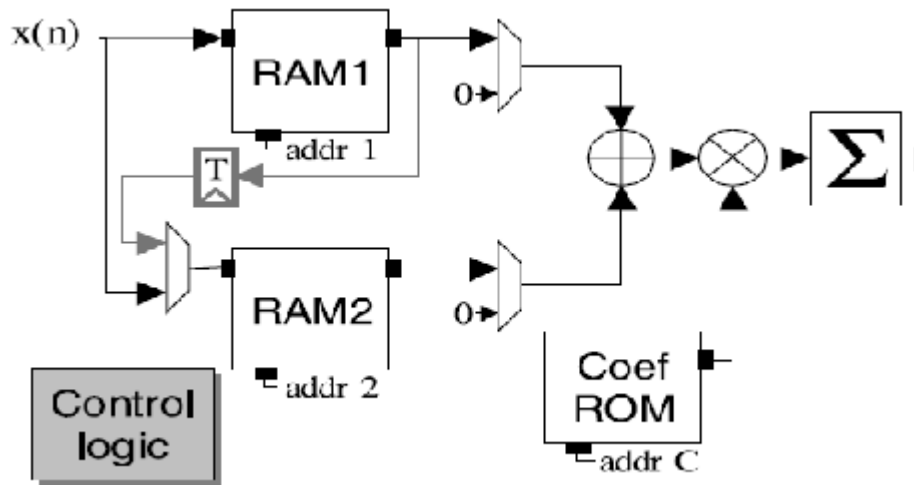 x(n)
RAM1
0
addr 1
T
Σ
RAM2
0
addr 2
Coef
ROM
addr C
Control
logic